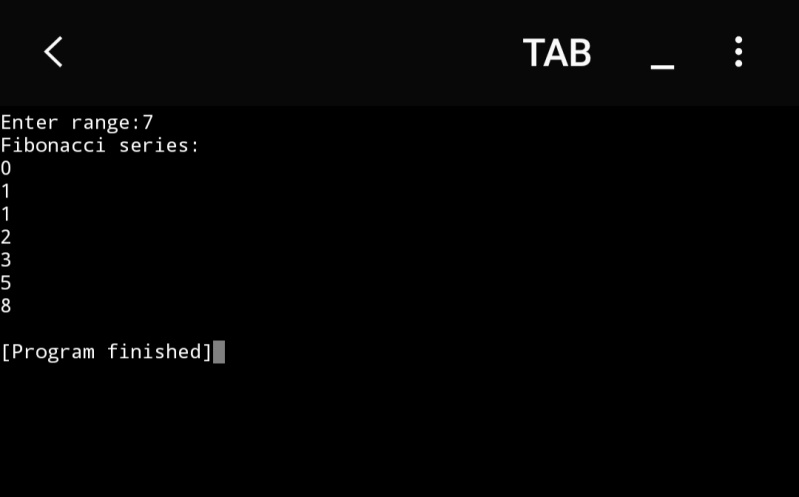 TAB _
Enter range:7
Fibonacci series:
0
1
1
2
3
5
8
[Program finished]